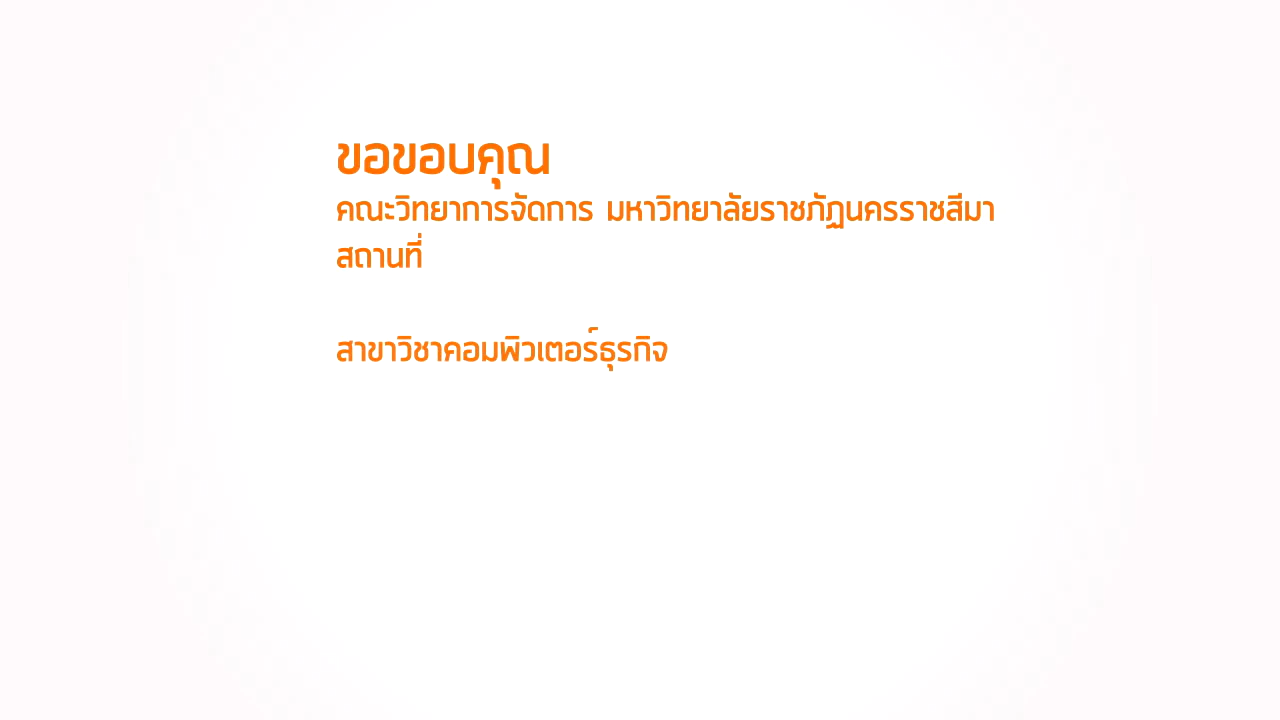 ขอขอบคุณ
คณะวิทยาการจัดการ มหาวิทยาลัยราชภัฏนครราชสีมา
สถานที่
สาขาวิชาคอมพิวเตอร์ธุรกิจ